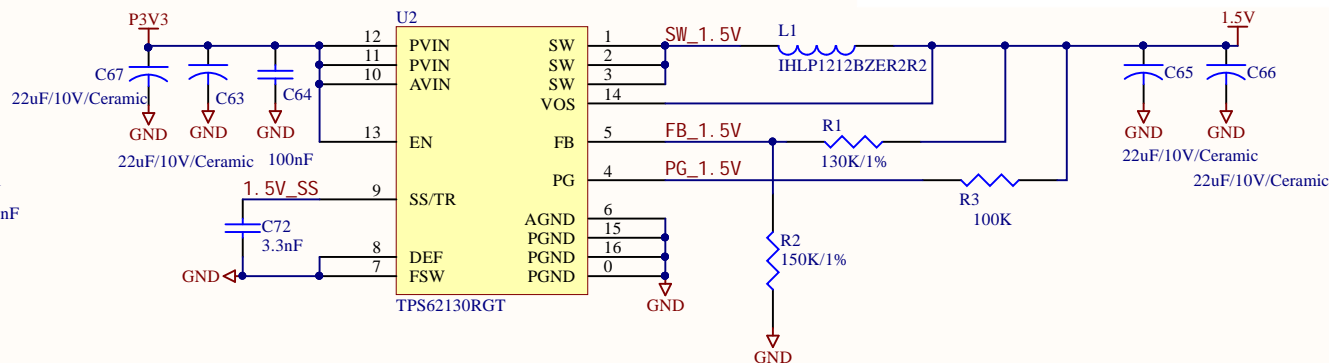 P3V3
C67
22uF/10V/Ceramic
GND
C63
GND
22uF/10V/Ceramic
C64
GND
100nF
1.5V_SS
nF
C72
3.3nF
GND
U2
12 PVIN SW 1
11 PVIN SW 2
10 AVIN SW 3
VOS 14
13 EN FB 5
PG 4
9 SS/TR
AGND 6
PGND 15
8 DEF PGND 16
7 FSW PGND 0
TPS62130RGT
GND
SW_1.5V
L1
IHLP1212BZER2R2
FB_1.5V
R1
130K/1%
PG_1.5V
R3
100K
R2
150K/1%
GND
1.5V
C65
GND
22uF/10V/Ceramic
C66
GND
22uF/10V/Ceramic